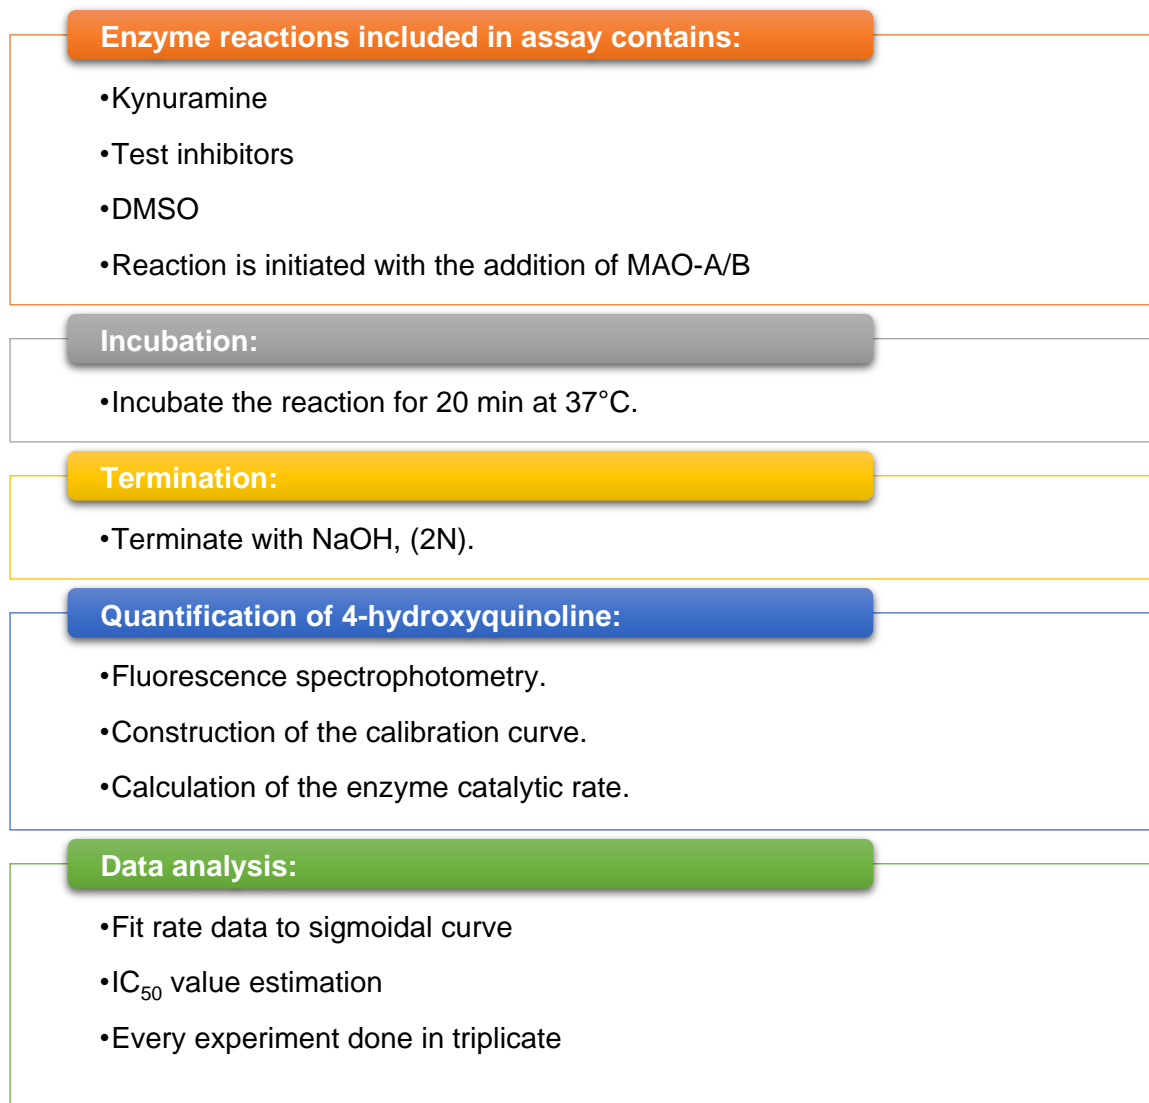 Enzyme reactions included in assay contains:
•Kynuramine
•Test inhibitors
•DMSO
•Reaction is initiated with the addition of MAO-A/B
Incubation:
•Incubate the reaction for 20 min at 37°C.
Termination:
•Terminate with NaOH, (2N).
Quantification of 4-hydroxyquinoline:
•Fluorescence spectrophotometry.
•Construction of the calibration curve.
•Calculation of the enzyme catalytic rate.
Data analysis:
•Fit rate data to sigmoidal curve
•IC₅₀ value estimation
•Every experiment done in triplicate